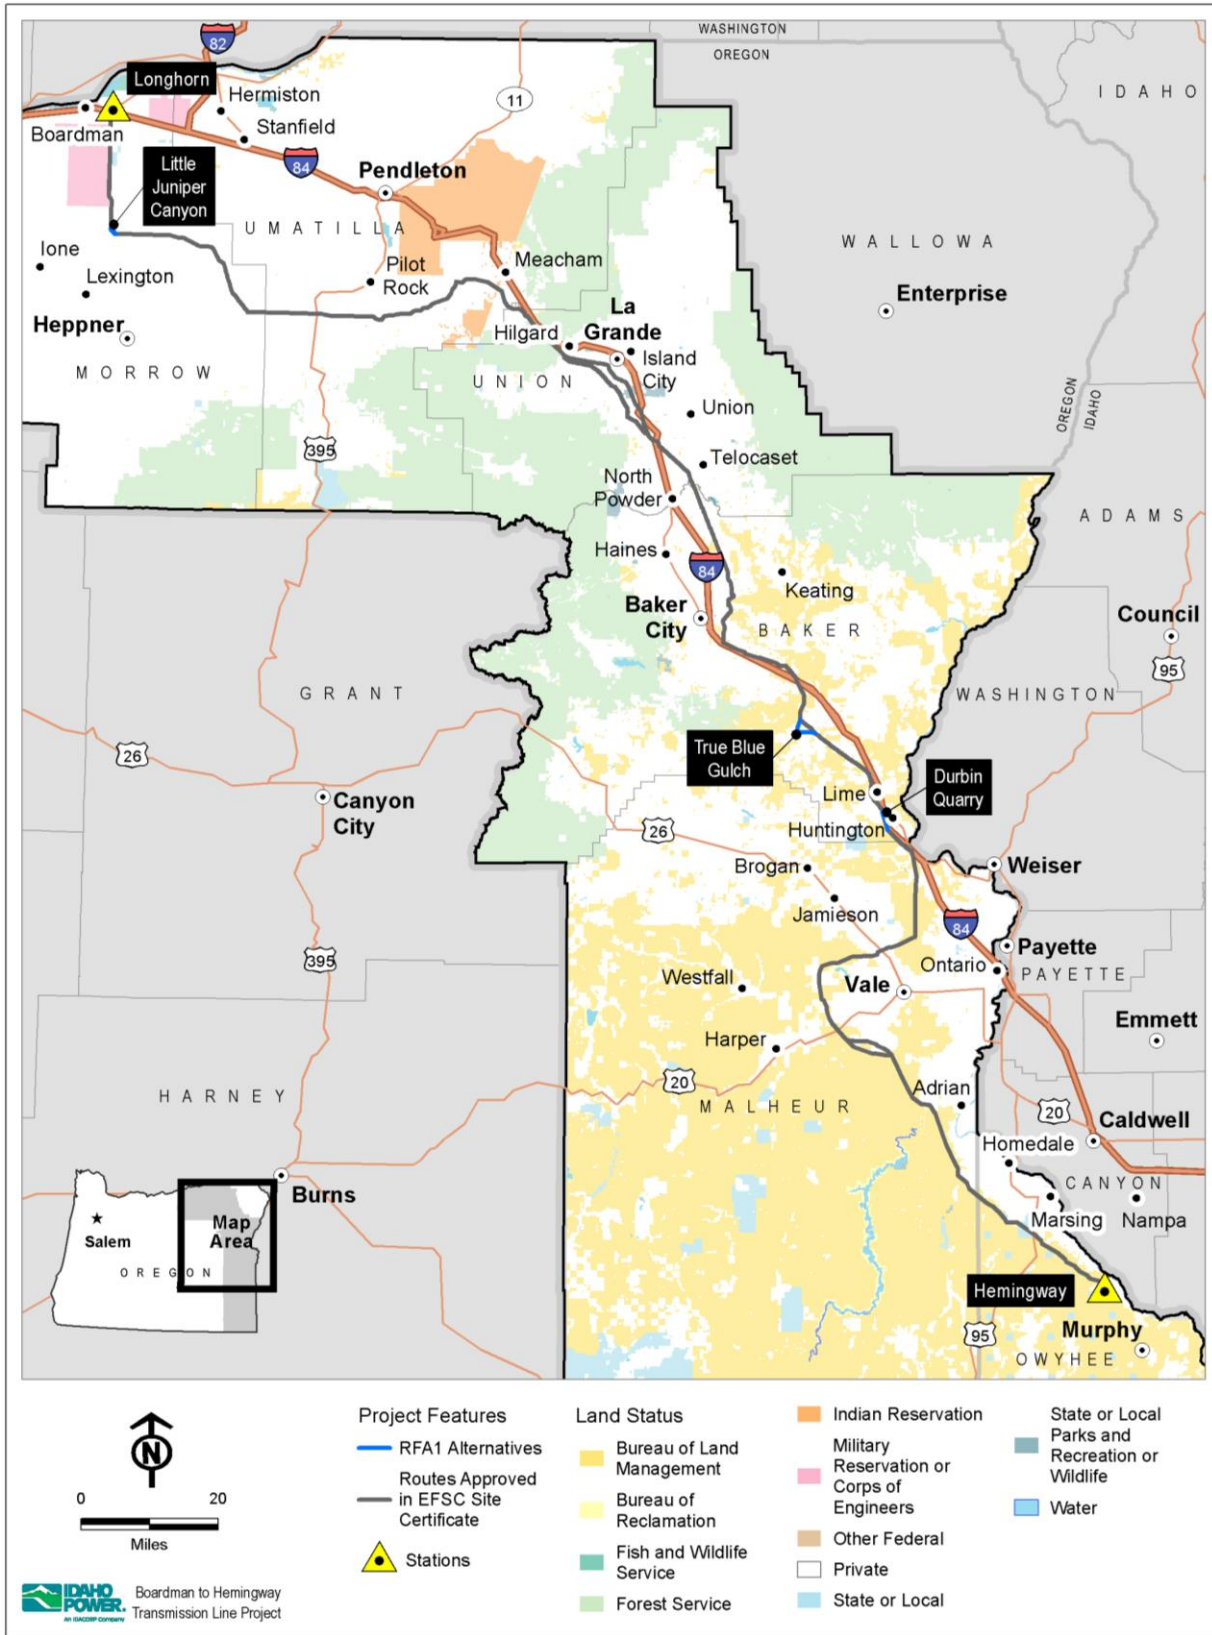 WASHINGTON
OREGON
82
IDAHO
Longhorn
Hermiston
11
Boardman
Stanfield
84
Little
Juniper
Canyon
Pendleton
UMATILLA
WALLOWA
Ione
Pilot
Rock
Meacham
Lexington
Enterprise
Heppner
Hilgard
La
Grande
Island
City
MORROW
UNION
Union
OREGON
IDAHO
395
Telocaset
North
Powder
ADAMS
Haines
84
Keating
Baker
City
BAKER
Council
95
GRANT
WASHINGTON
26
True Blue
Gulch
Durbin
Quarry
Lime
Canyon
City
26
Huntington
Brogan
Weiser
Jamieson
84
395
Payette
Ontario
PAYETTE
Westfall
Vale
Emmett
Harper
20
HARNEY
MALHEUR
Adrian
20
Caldwell
Homedale
Burns
CANYON
Marsing
Nampa
Map
Area
Salem
OREGON
Hemingway
95
Murphy
OWYHEE
N
0 20
Miles
IDAHO
POWER.
AN IDACORP Company
Boardman to Hemingway
Transmission Line Project
Project Features
RFA1 Alternatives
Routes Approved
in EFSC Site
Certificate
Stations
Land Status
Bureau of Land
Management
Bureau of
Reclamation
Fish and Wildlife
Service
Forest Service
Indian Reservation
Military
Reservation or
Corps of
Engineers
Other Federal
Private
State or Local
State or Local
Parks and
Recreation or
Wildlife
Water